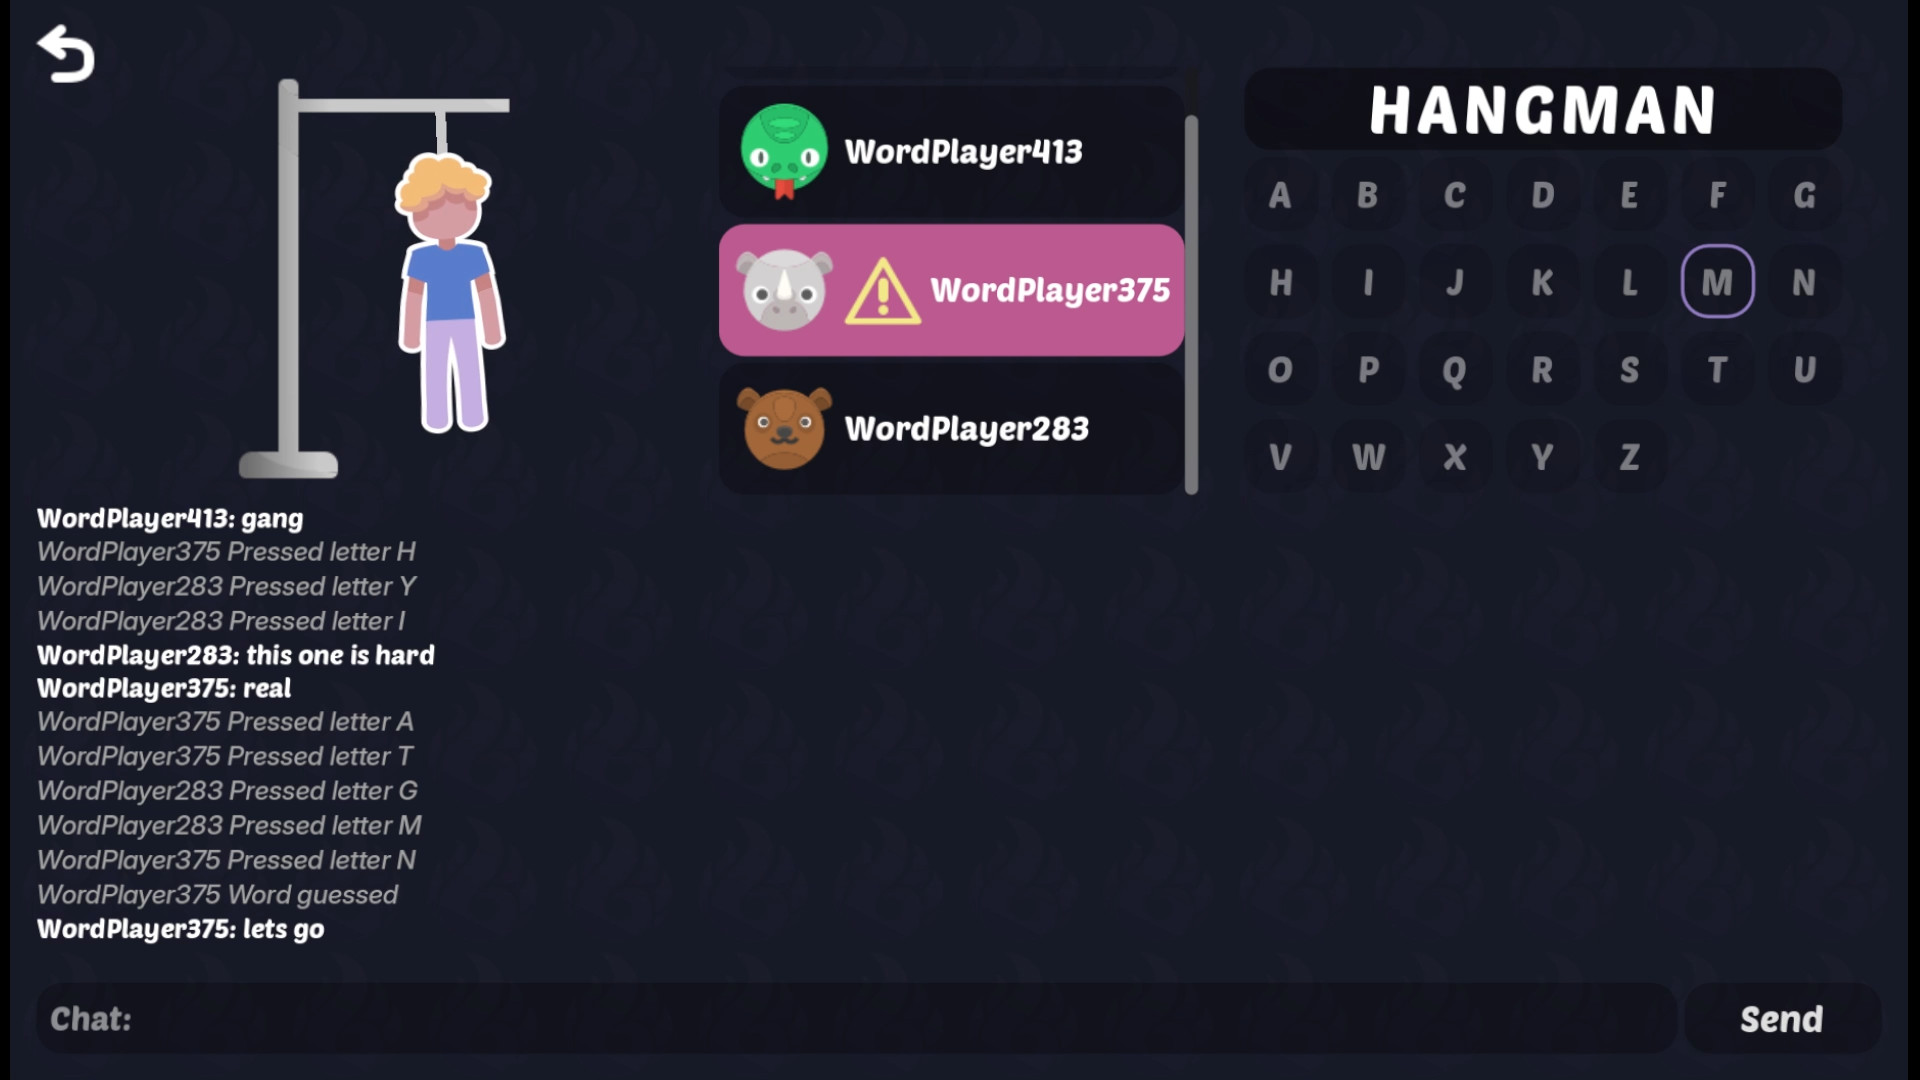 WordPlayer413
WordPlayer375
WordPlayer283
HANGMAN
A B C D E F G
H I J K L M N
O P Q R S T U
V W X Y Z
WordPlayer413: gang
WordPlayer375 Pressed letter H
WordPlayer283 Pressed letter Y
WordPlayer283 Pressed letter I
WordPlayer283: this one is hard
WordPlayer375: real
WordPlayer375 Pressed letter A
WordPlayer375 Pressed letter T
WordPlayer283 Pressed letter G
WordPlayer283 Pressed letter M
WordPlayer375 Pressed letter N
WordPlayer375 Word guessed
WordPlayer375: lets go
Chat:
Send